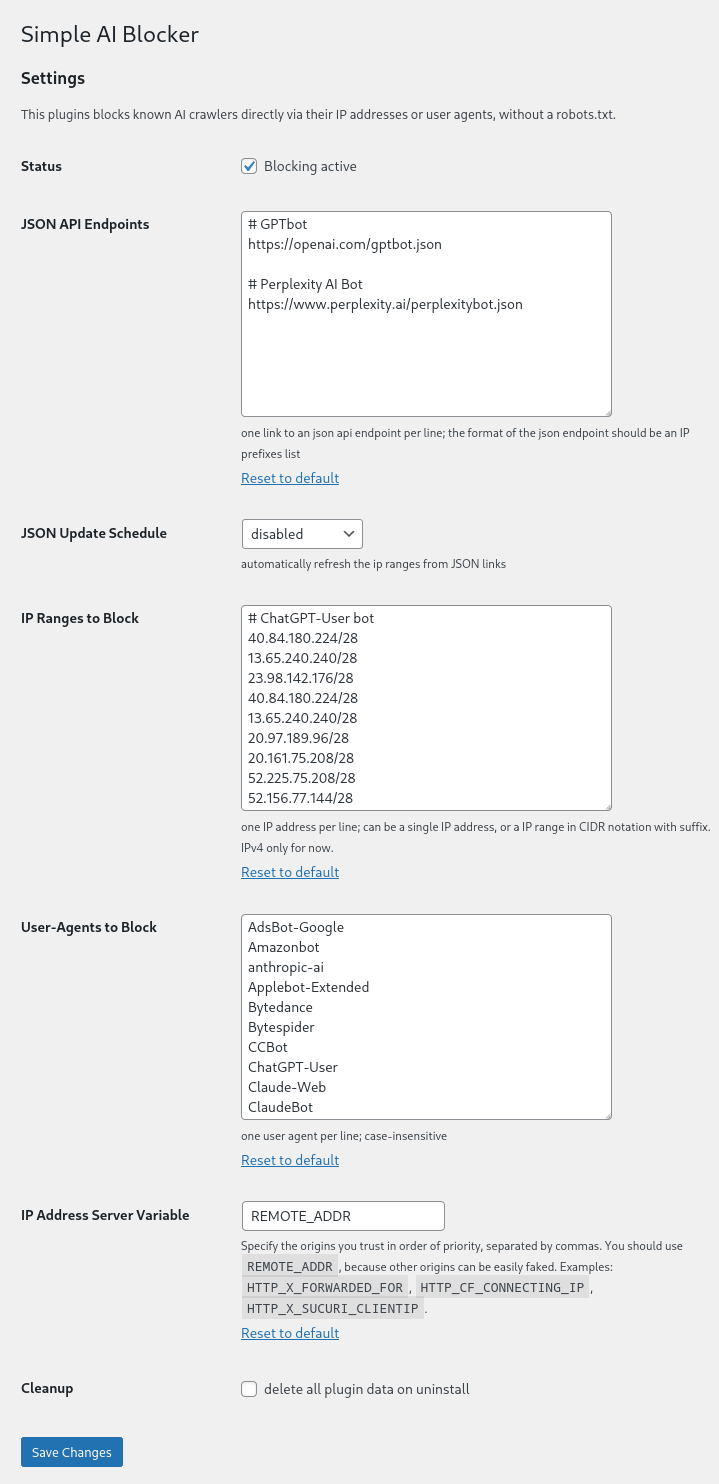 Simple AI Blocker
Settings
This plugins blocks known AI crawlers directly via their IP addresses or user agents, without a robots.txt.
Status
Blocking active
JSON API Endpoints
# GPTbot
https://openai.com/gptbot.json
# Perplexity AI Bot
https://www.perplexity.ai/perplexitybot.json
one link to an json api endpoint per line; the format of the json endpoint should be an IP
prefixes list
Reset to default
JSON Update Schedule
disabled
automatically refresh the ip ranges from JSON links
IP Ranges to Block
# ChatGPT-User bot
40.84.180.224/28
13.65.240.240/28
23.98.142.176/28
40.84.180.224/28
13.65.240.240/28
20.97.189.96/28
20.161.75.208/28
52.225.75.208/28
52.156.77.144/28
one IP address per line; can be a single IP address, or a IP range in CIDR notation with suffix.
IPv4 only for now.
Reset to default
User-Agents to Block
AdsBot-Google
Amazonbot
anthropic-ai
Applebot-Extended
Bytedance
Bytespider
CCBot
ChatGPT-User
Claude-Web
ClaudeBot
one user agent per line; case-insensitive
Reset to default
IP Address Server Variable
REMOTE_ADDR
Specify the origins you trust in order of priority, separated by commas. You should use
REMOTE_ADDR , because other origins can be easily faked. Examples:
HTTP_X_FORWARDED_FOR , HTTP_CF_CONNECTING_IP ,
HTTP_X_SUCURI_CLIENTIP .
Reset to default
Cleanup
delete all plugin data on uninstall
Save Changes